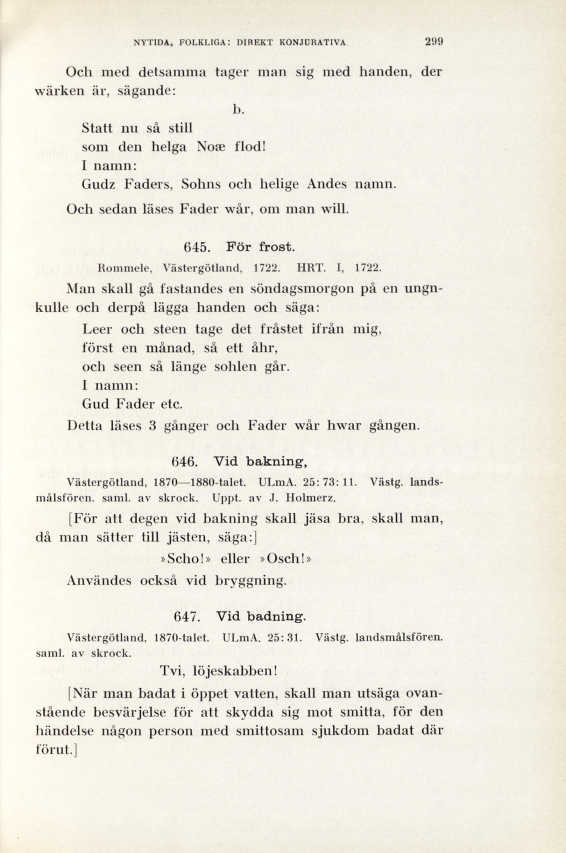 NYTIDA, FOLKLIGA: DIREKT KONJURATIVA 299
Och med detsamma tager man sig med handen, der
wärken är, sägande:
b.
Statt nu så still
som den helga Noæ flod!
I namn:
Gudz Faders, Sohns och helige Andes namn.
Och sedan läses Fader wår, om man will.
645. För frost.
Rommele, Västergötland, 1722. HRT. I, 1722.
Man skall gå fastandes en söndagsmorgon på en ungn-
kulle och derpå lägga handen och säga:
Leer och steen tage det fråstet ifrån mig,
först en månad, så ett åhr,
och seen så länge sohlen går.
I namn:
Gud Fader etc.
Detta läses 3 gånger och Fader wår hwar gången.
646. Vid bakning,
Västergötland, 1870—1880-talet. ULmA. 25: 73: 11. Västg. lands-
målsfören. saml. av skrock. Uppt. av J. Holmerz.
[För att degen vid bakning skall jäsa bra, skall man,
då man sätter till jästen, säga:]
»Scho!» eller »Osch!»
Användes också vid bryggning.
647. Vid badning.
Västergötland, 1870-talet. ULmA. 25: 31. Västg. landsmålsfören.
saml. av skrock.
Tvi, löjeskabben!
[När man badat i öppet vatten, skall man utsäga ovan-
stående besvärjelse för att skydda sig mot smitta, för den
händelse någon person med smittosam sjukdom badat där
förut.]